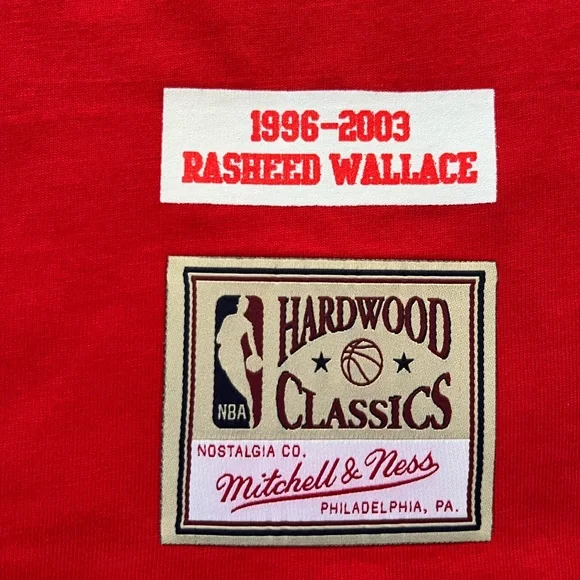 1996-2003
RASHEED WALLACE
HARDWOOD
CLASSICS
NBA
NOSTALGIA CO.
Mitchell & Ness
PHILADELPHIA, PA.